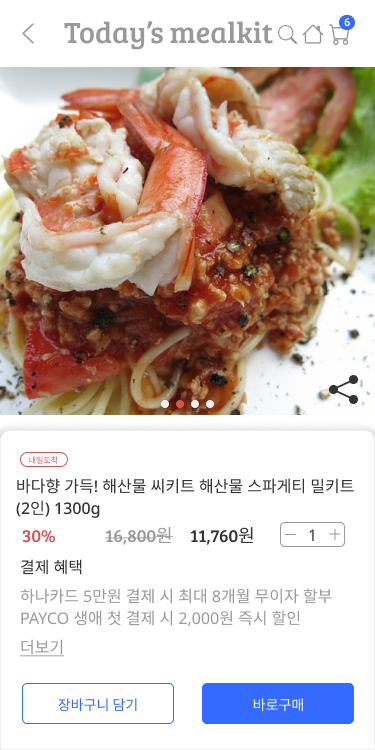 Today's mealkit
6
내일도착
바다향 가득! 해산물 씨키트 해산물 스파게티 밀키트
(2인) 1300g
30% 16,800원 11,760원 1
결제 혜택
하나카드 5만원 결제 시 최대 8개월 무이자 할부
PAYCO 생애 첫 결제 시 2,000원 즉시 할인
더보기
장바구니 담기 바로구매